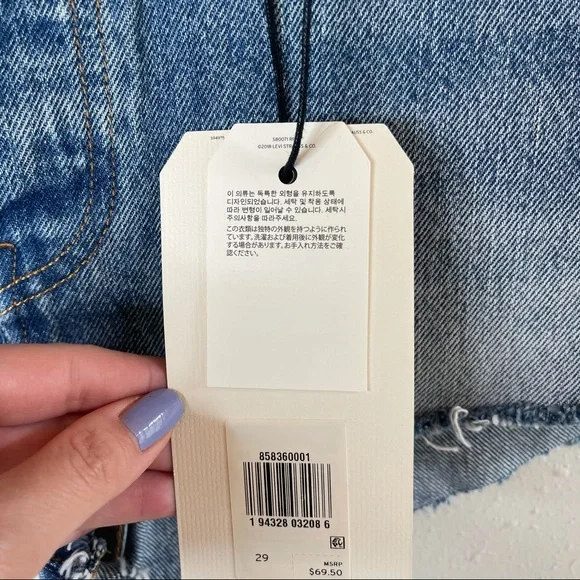 580071 R
©2018 LEVI STRAUSS & CO.
이 의류는 독특한 외형을 유지하도록
디자인되었습니다. 세탁 및 착용 상태에
따라 변형이 일어날 수 있습니다. 세탁시
주의사항을 따라주세요.
この衣類は独特の外観を持つように作られ
ています。洗濯および着用後に外観が変化
する場合があります。お手入れ方法をご確
認ください。
858360001
1 94328 03208 6
29
MSRP
$69.50